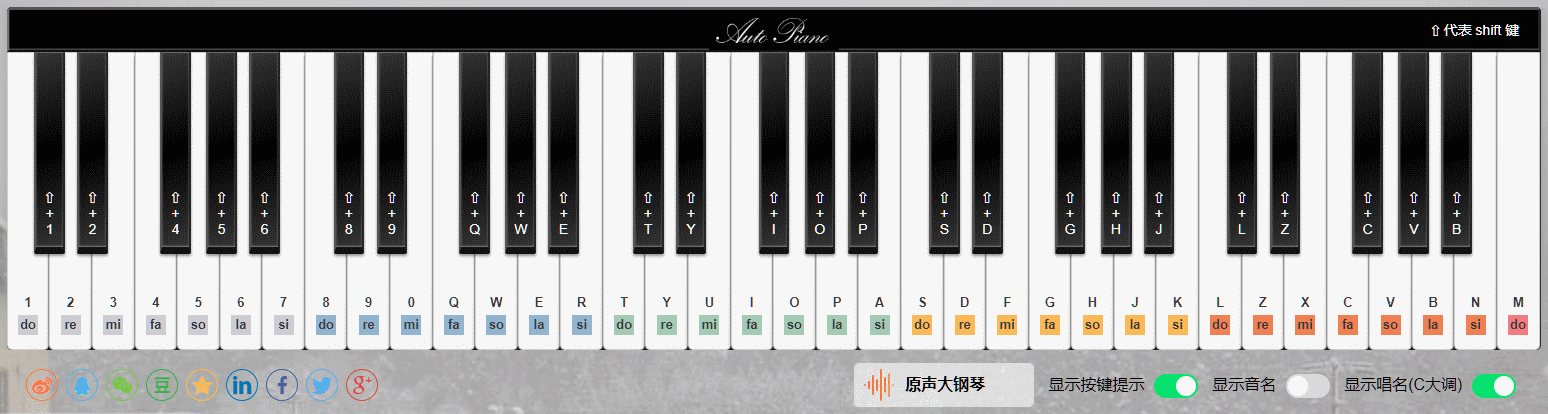 Auto Piano
⇧代表 shift 键
⇧ ⇧ ⇧ ⇧ ⇧ ⇧ ⇧ ⇧ ⇧ ⇧ ⇧ ⇧ ⇧ ⇧ ⇧ ⇧ ⇧ ⇧ ⇧ ⇧ ⇧ ⇧ ⇧ ⇧ ⇧
+ + + + + + + + + + + + + + + + + + + + + + + + +
1 2 4 5 6 8 9 Q W E T Y I O P S D G H J L Z C V B
1 2 3 4 5 6 7 8 9 0 Q W E R T Y U I O P A S D F G H J K L Z X C V B N M
do re mi fa so la si do re mi fa so la si do re mi fa so la si do re mi fa so la si do re mi fa so la si do
豆 in f g+ 原声大钢琴 显示按键提示 显示音名 显示唱名(C大调)